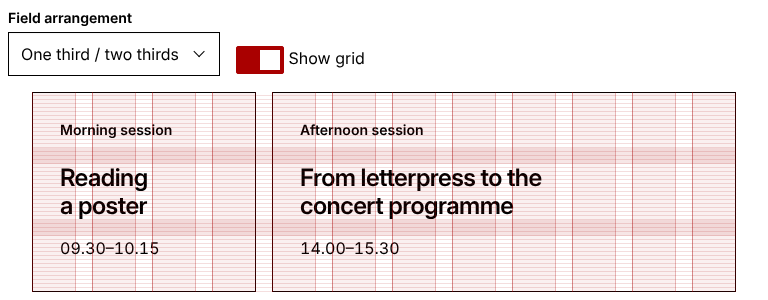 Field arrangement
One third / two thirds
Show grid
Morning session
Reading
a poster
09.30–10.15
Afternoon session
From letterpress to the
concert programme
14.00–15.30